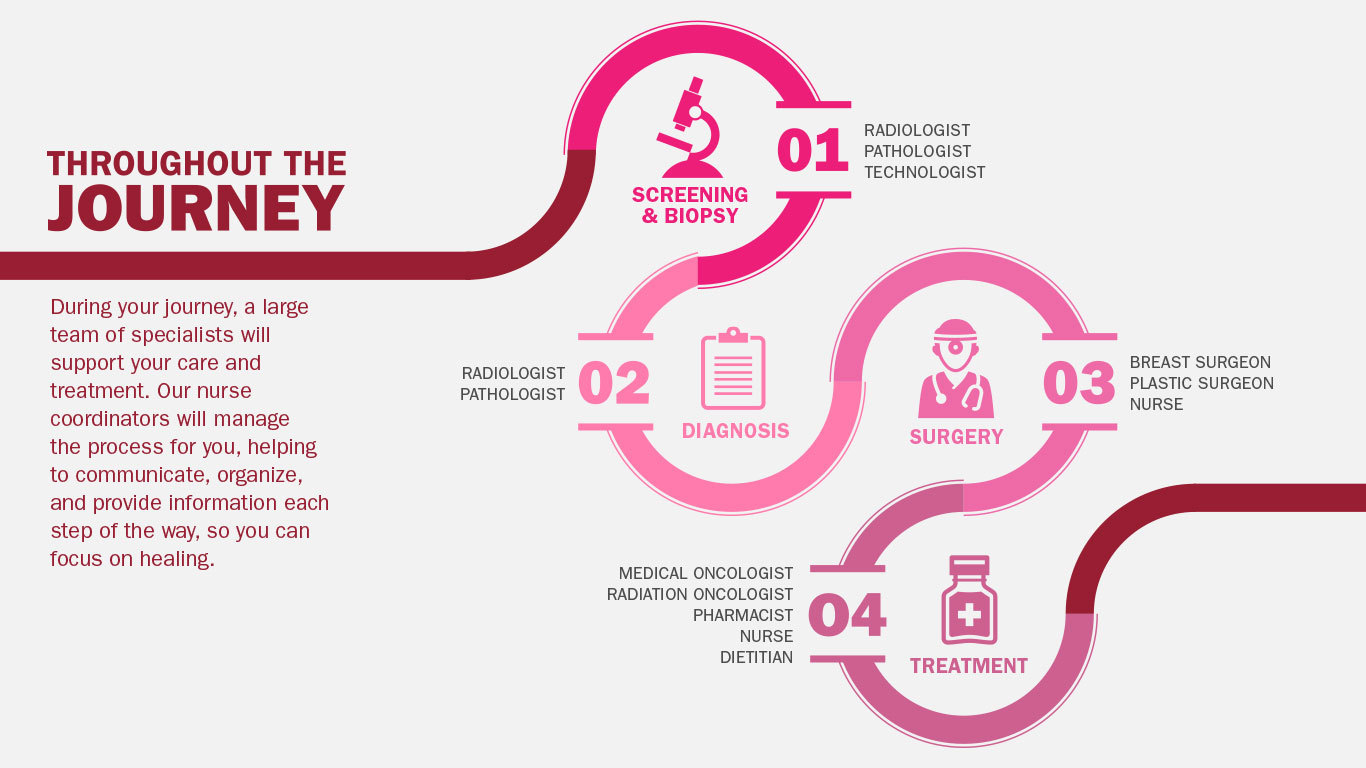 THROUGHOUT THE
JOURNEY
During your journey, a large
team of specialists will
support your care and
treatment. Our nurse
coordinators will manage
the process for you, helping
to communicate, organize,
and provide information each
step of the way, so you can
focus on healing.
SCREENING
& BIOPSY
01
RADIOLOGIST
PATHOLOGIST
TECHNOLOGIST
RADIOLOGIST
PATHOLOGIST
02
DIAGNOSIS
SURGERY
03
BREAST SURGEON
PLASTIC SURGEON
NURSE
MEDICAL ONCOLOGIST
RADIATION ONCOLOGIST
PHARMACIST
NURSE
DIETITIAN
04
TREATMENT